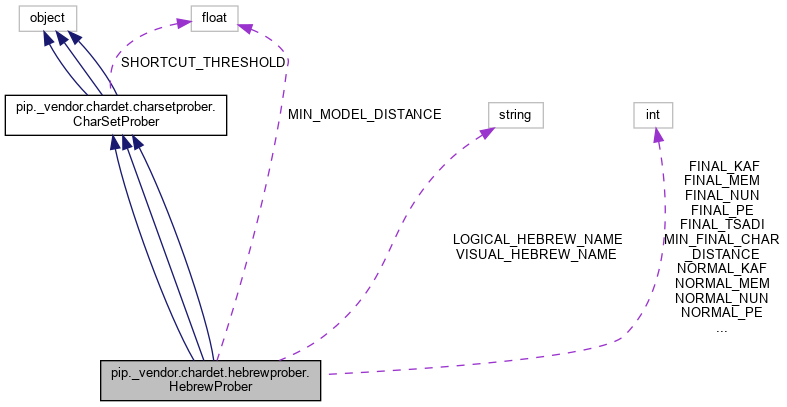 object
float
SHORTCUT_THRESHOLD
pip._vendor.chardet.charsetprober.
CharSetProber
MIN_MODEL_DISTANCE
string
int
FINAL_KAF
FINAL_MEM
FINAL_NUN
FINAL_PE
FINAL_TSADI
MIN_FINAL_CHAR
_DISTANCE
NORMAL_KAF
NORMAL_MEM
NORMAL_NUN
NORMAL_PE
...
LOGICAL_HEBREW_NAME
VISUAL_HEBREW_NAME
pip._vendor.chardet.hebrewprober.
HebrewProber